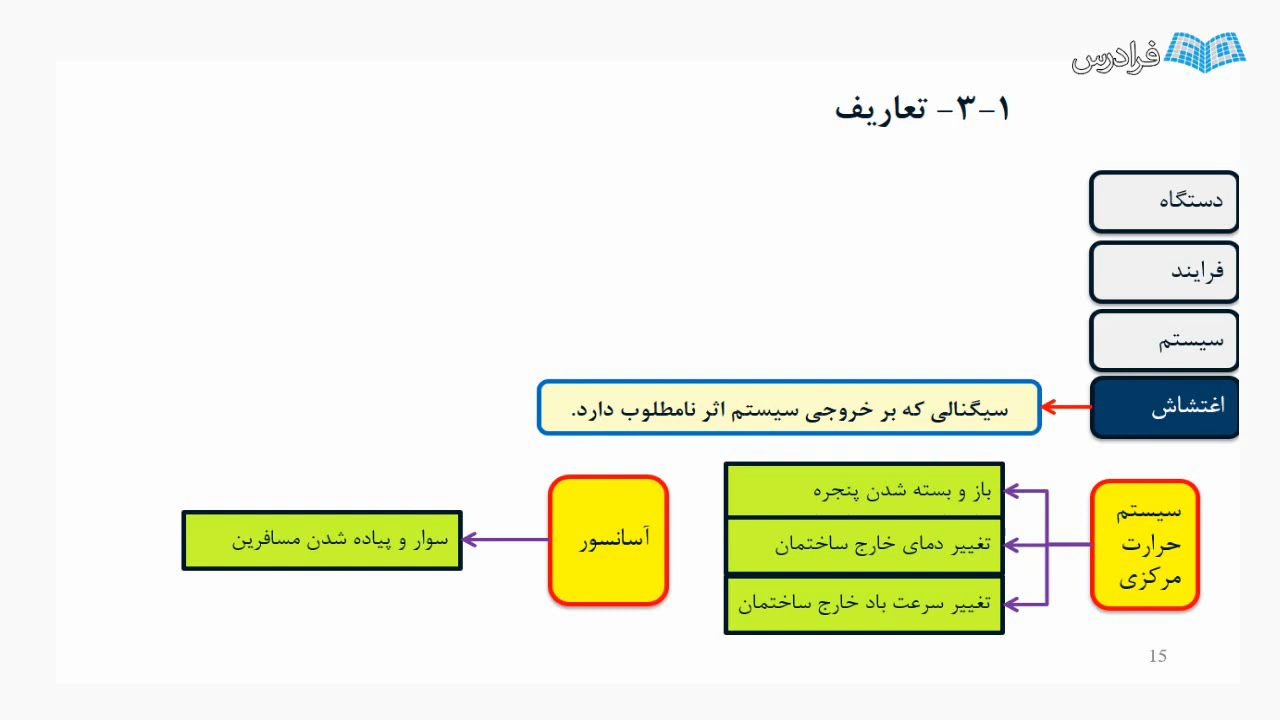 فرادرس
۱-۳- تعاریف
دستگاه
فرایند
سیستم
اغتشاش
سیگنالی که بر خروجی سیستم اثر نامطلوب دارد.
سیستم
حرارت
مرکزی
باز و بسته شدن پنجره
تغییر دمای خارج ساختمان
تغییر سرعت باد خارج ساختمان
آسانسور
سوار و پیاده شدن مسافرین
15